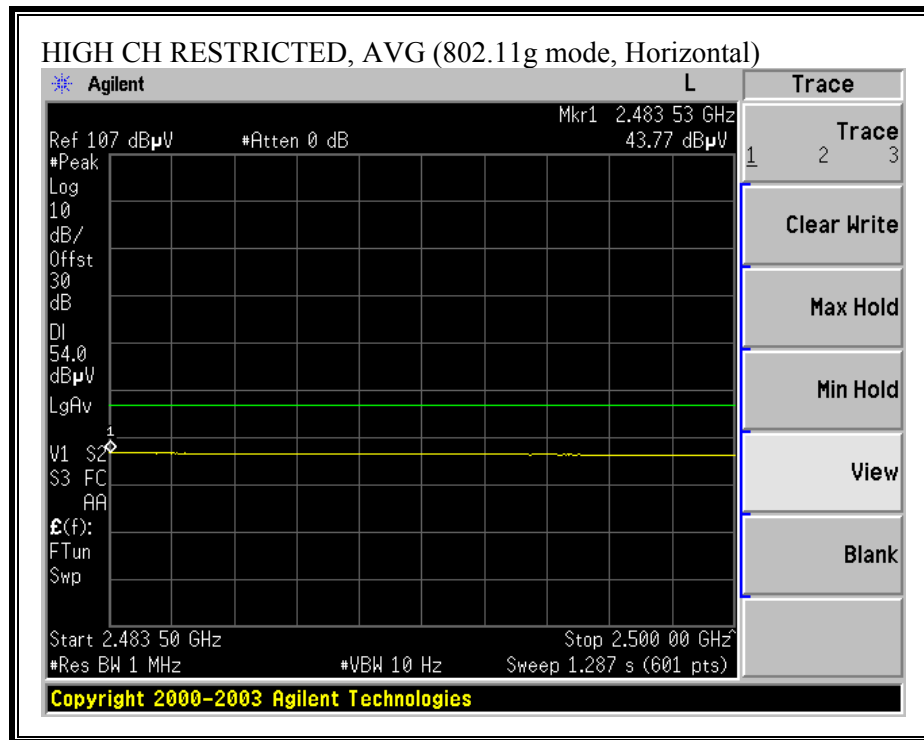 HIGH CH RESTRICTED, AVG (802.11g mode, Horizontal)
Agilent
L
Trace
Mkr1 2.483 53 GHz
Ref 107 dBµV #Atten 0 dB 43.77 dBµV
#Peak
Log
10
dB/
Offst
30
dB
DI
54.0
dBµV
LgAv
1
V1 S2
S3 FC
AA
£(f):
FTun
Swp
Start 2.483 50 GHz Stop 2.500 00 GHz^
#Res BW 1 MHz #VBW 10 Hz Sweep 1.287 s (601 pts)
Copyright 2000-2003 Agilent Technologies
Trace
1 2 3
Clear Write
Max Hold
Min Hold
View
Blank